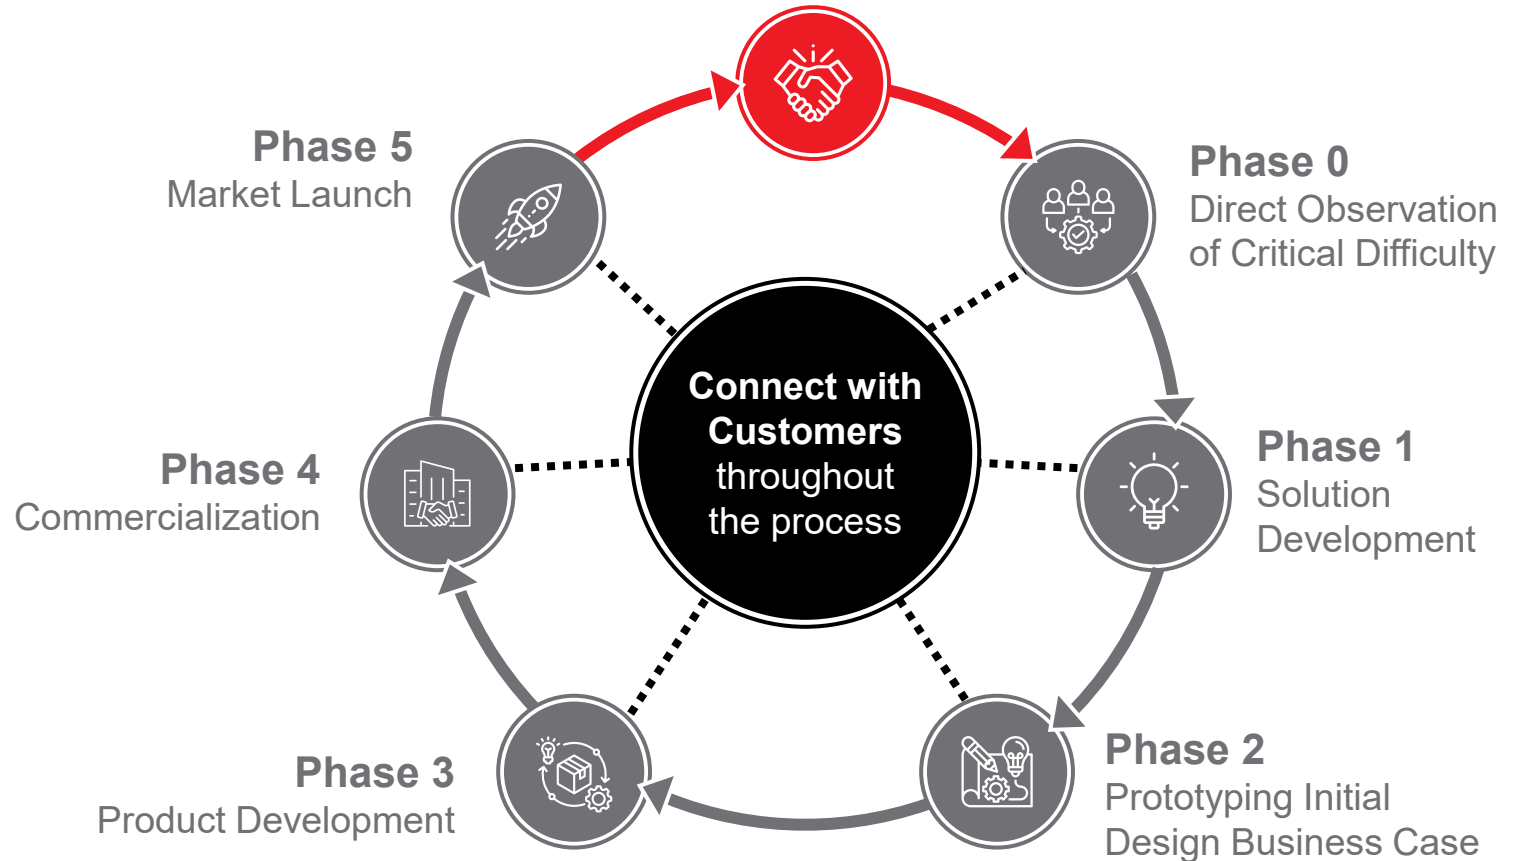 Phase 0
Direct Observation
of Critical Difficulty
Phase 1
Solution
Development
Phase 2
Prototyping Initial
Design Business Case
Phase 3
Product Development
Phase 4
Commercialization
Phase 5
Market Launch
Connect with
Customers
throughout
the process